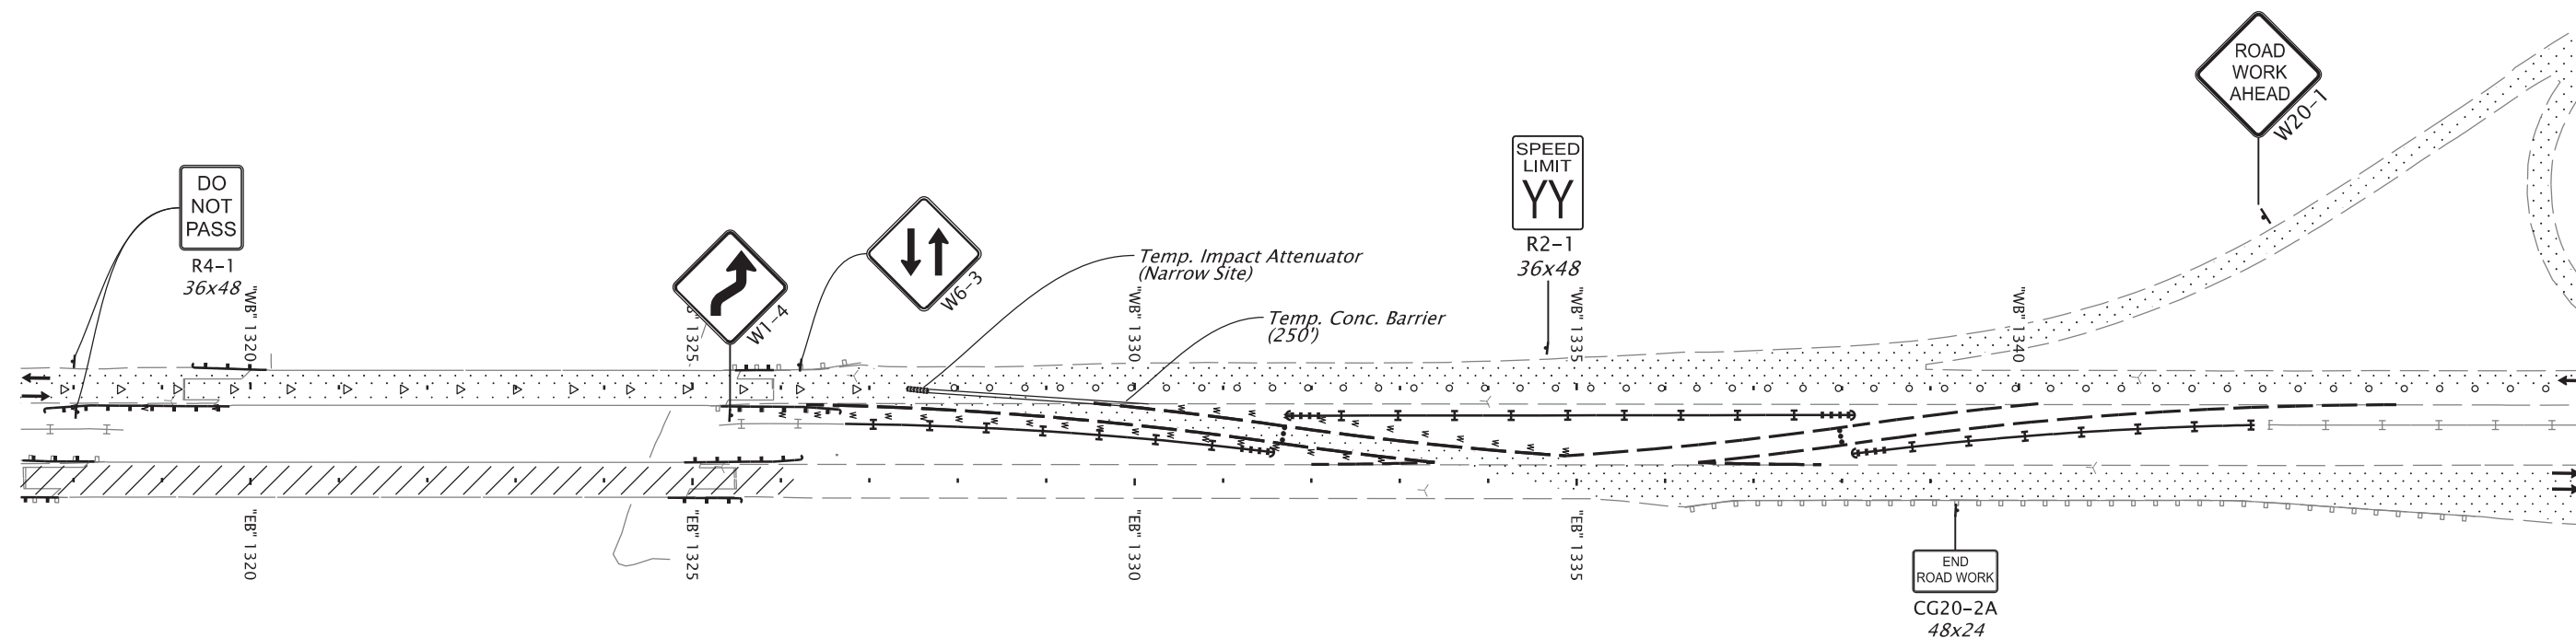 ROAD
WORK
AHEAD
W20-1
SPEED
LIMIT
YY
R2-1
36x48
DO
NOT
PASS
R4-1
36x48
W6-3
W1-4
Temp. Impact Attenuator
(Narrow Site)
Temp. Conc. Barrier
(250')
"WB" 1320
1325
"WB" 1330
"WB" 1335
"WB" 1340
"EB" 1320
"EB" 1325
"EB" 1330
"EB" 1335
END
ROAD WORK
CG20-2A
48x24